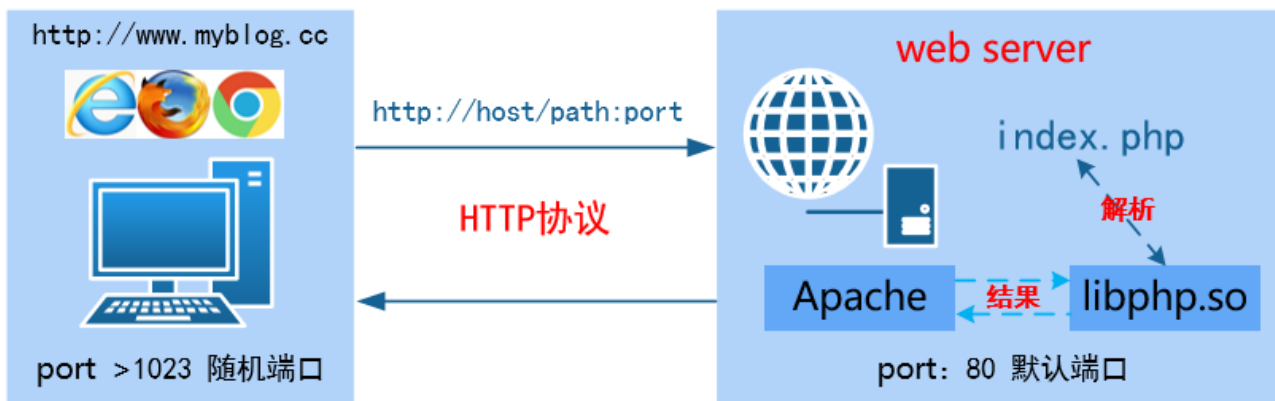 http://www.myblog.cc
port >1023 随机端口
http://host/path:port
HTTP协议
web server
index.php
解析
Apache
结果
libphp.so
port: 80 默认端口